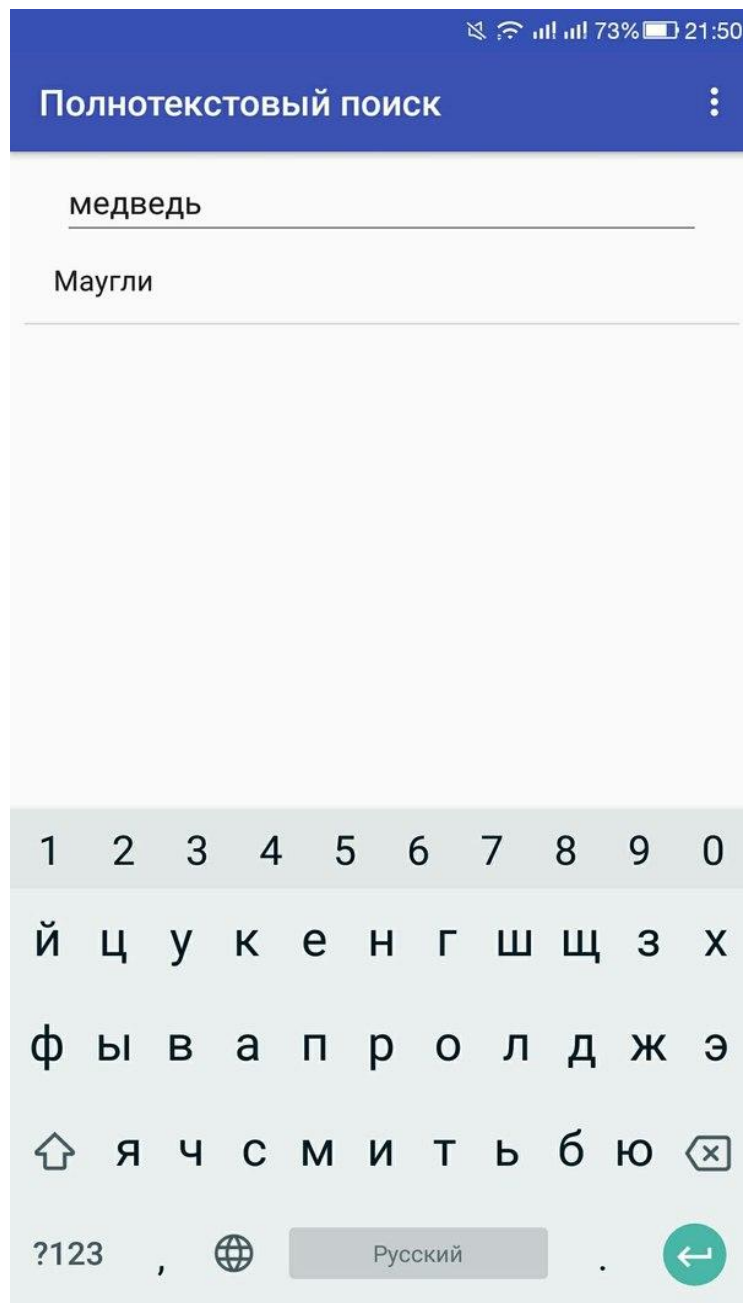 73% 21:50
Полнотекстовый поиск
медведь
Маугли
1 2 3 4 5 6 7 8 9 0
й ц у к е н г ш щ з х
ф ы в а п р о л д ж э
я ч с м и т ь б ю
?123 , Русский .